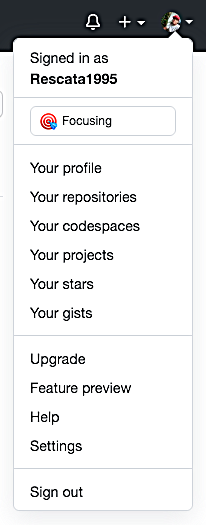 Signed in as
Rescata1995
Focusing
Your profile
Your repositories
Your codespaces
Your projects
Your stars
Your gists
Upgrade
Feature preview
Help
Settings
Sign out